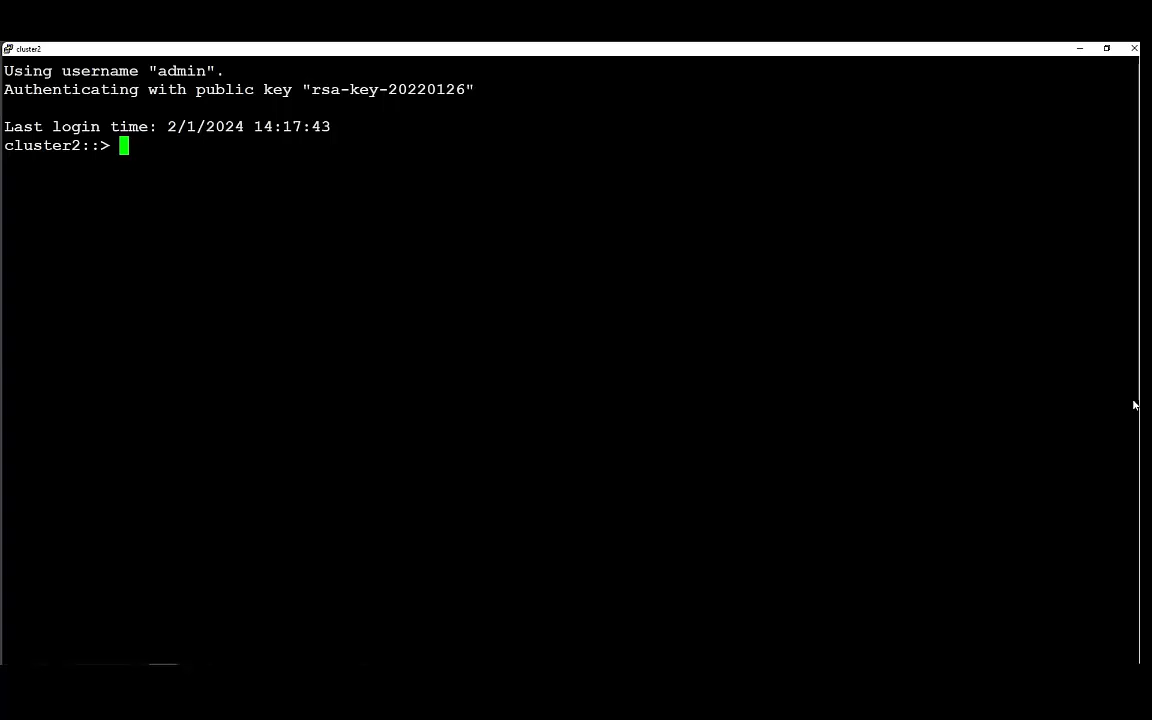 cluster2
Using username "admin".
Authenticating with public key "rsa-key-20220126"
Last login time: 2/1/2024 14:17:43
cluster2::>